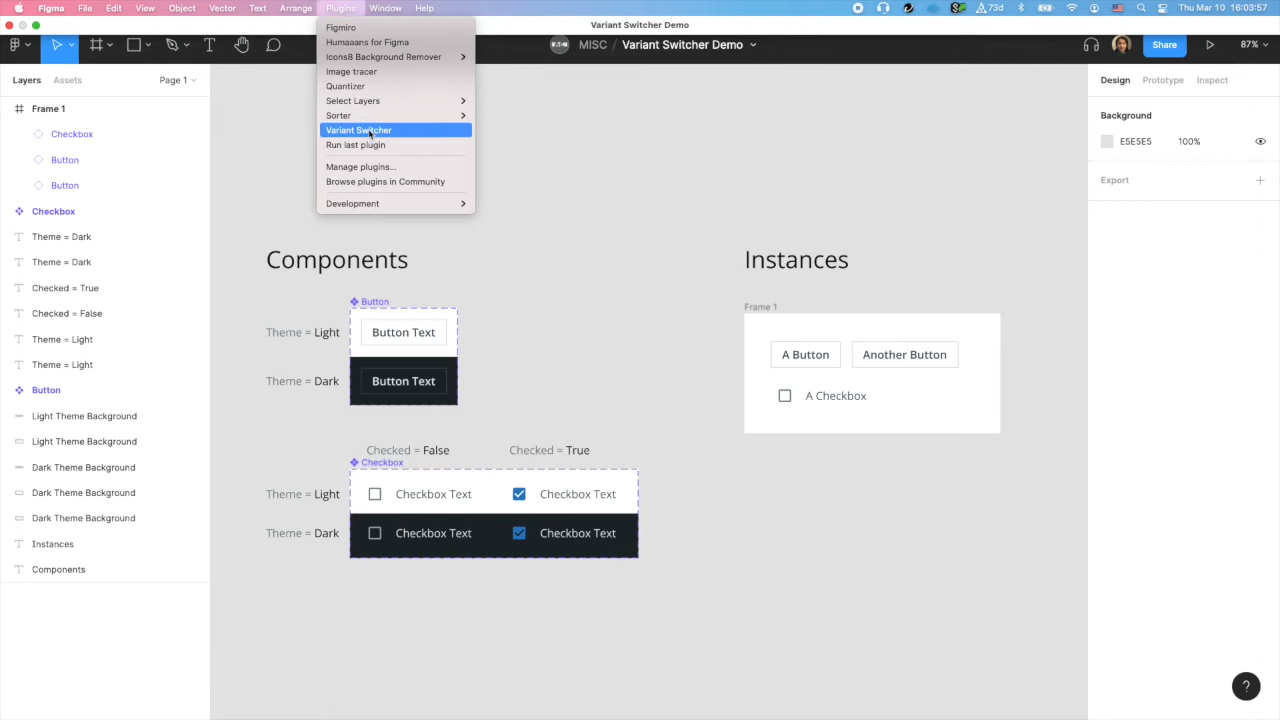 Figma File Edit View Object Vector Text Arrange Plugins Window Help
73d
Thu Mar 10 16:03:57
Variant Switcher Demo
MISC / Variant Switcher Demo
Share
87%
Figmiro
Humaaans for Figma
Icons8 Background Remover
Image tracer
Quantizer
Select Layers
Sorter
Variant Switcher
Run last plugin
Manage plugins...
Browse plugins in Community
Development
Layers Assets Page 1
Frame 1
Checkbox
Button
Button
Checkbox
Theme = Dark
Theme = Dark
Checked = True
Checked = False
Theme = Light
Theme = Light
Button
Light Theme Background
Light Theme Background
Dark Theme Background
Dark Theme Background
Dark Theme Background
Instances
Components
Components
Button
Theme = Light Button Text
Theme = Dark Button Text
Checked = False Checked = True
Checkbox
Theme = Light Checkbox Text Checkbox Text
Theme = Dark Checkbox Text Checkbox Text
Instances
Frame 1
A Button Another Button
A Checkbox
Design Prototype Inspect
Background
E5E5E5 100%
Export
?